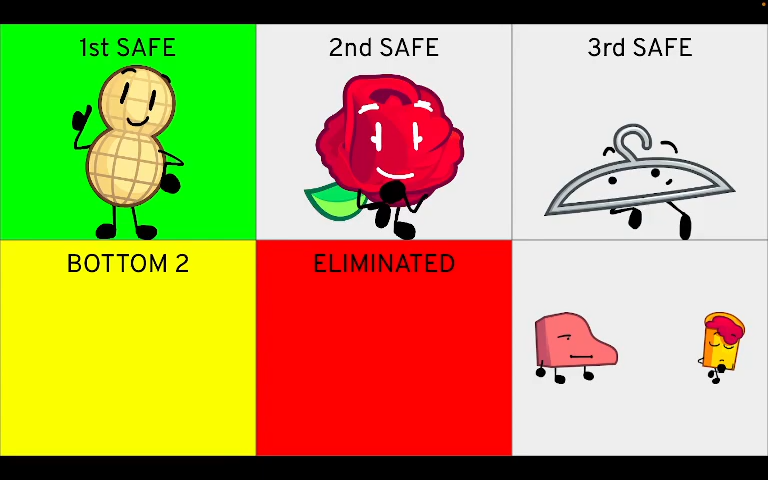 1st SAFE
2nd SAFE
3rd SAFE
BOTTOM 2
ELIMINATED